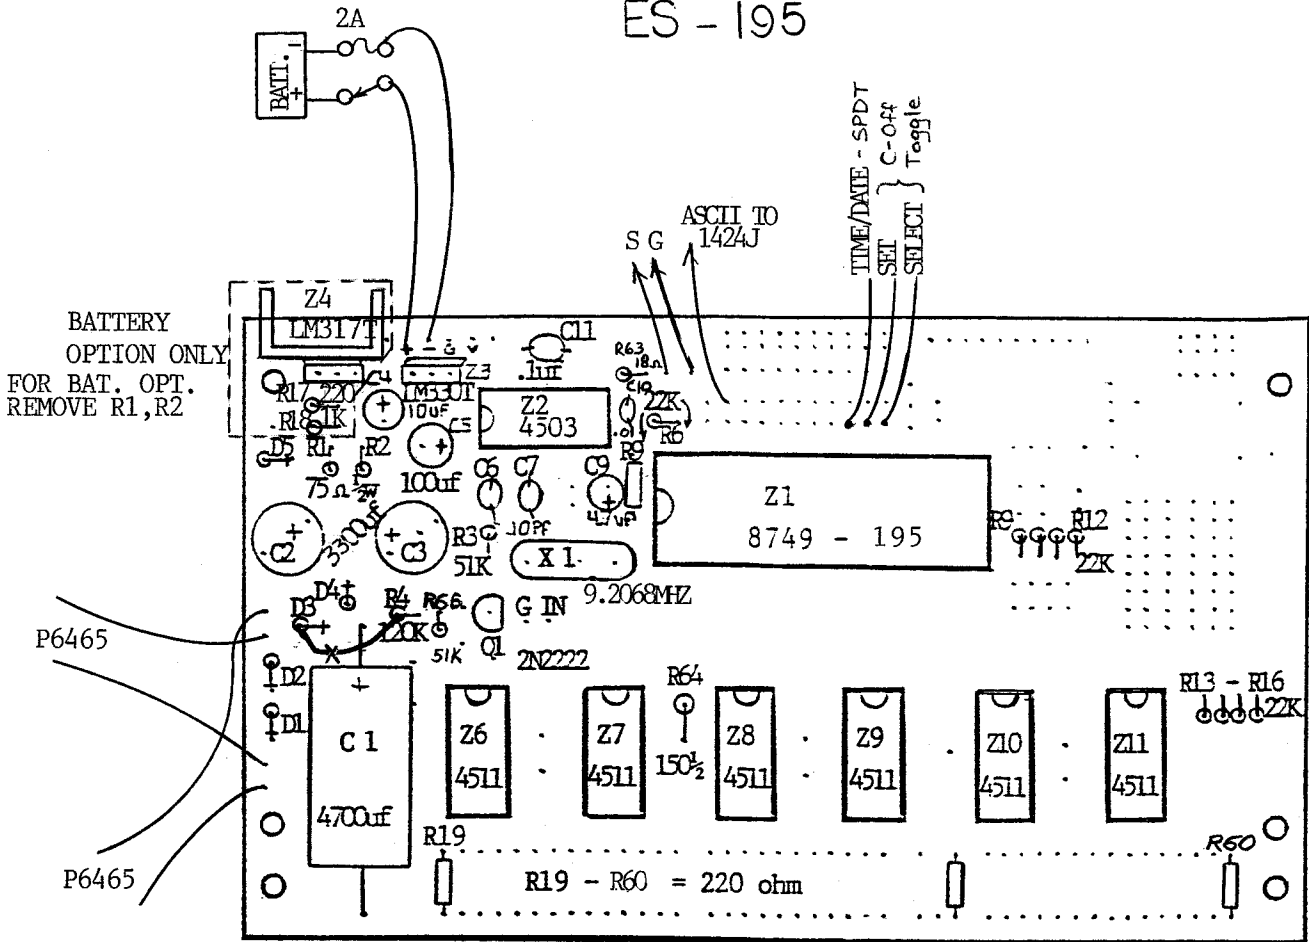 ES - 195
2A
BATT. - +
TIME/DATE - SPDT
SET } C-Off
SELECT } Toggle
ASCII TO
1424J
S G
BATTERY
OPTION ONLY
FOR BAT. OPT.
REMOVE R1,R2
Z4
LM317T
+ - G
C11
.1uf
R63
18Ω
C10
.01
22K
R6
R9
R17 220
R18 1K
C4
10uF
Z3
LM330T
C5
100uf
Z2
4503
D5
R1
R2
75Ω ½W
C6
C7
10PF
C9
4.7uF
Z1
8749 - 195
R9
R12
22K
C2
3300uf
C3
R3
51K
X1
9.2068MHZ
D3
D4
R4
120K
R66
51K
Q1
G IN
2N2222
P6465
P6465
D2
D1
X
C1
4700uf
Z6
4511
Z7
4511
R64
150½
Z8
4511
Z9
4511
Z10
4511
Z11
4511
R13 - R16
22K
R19
R19 - R60 = 220 ohm
R60